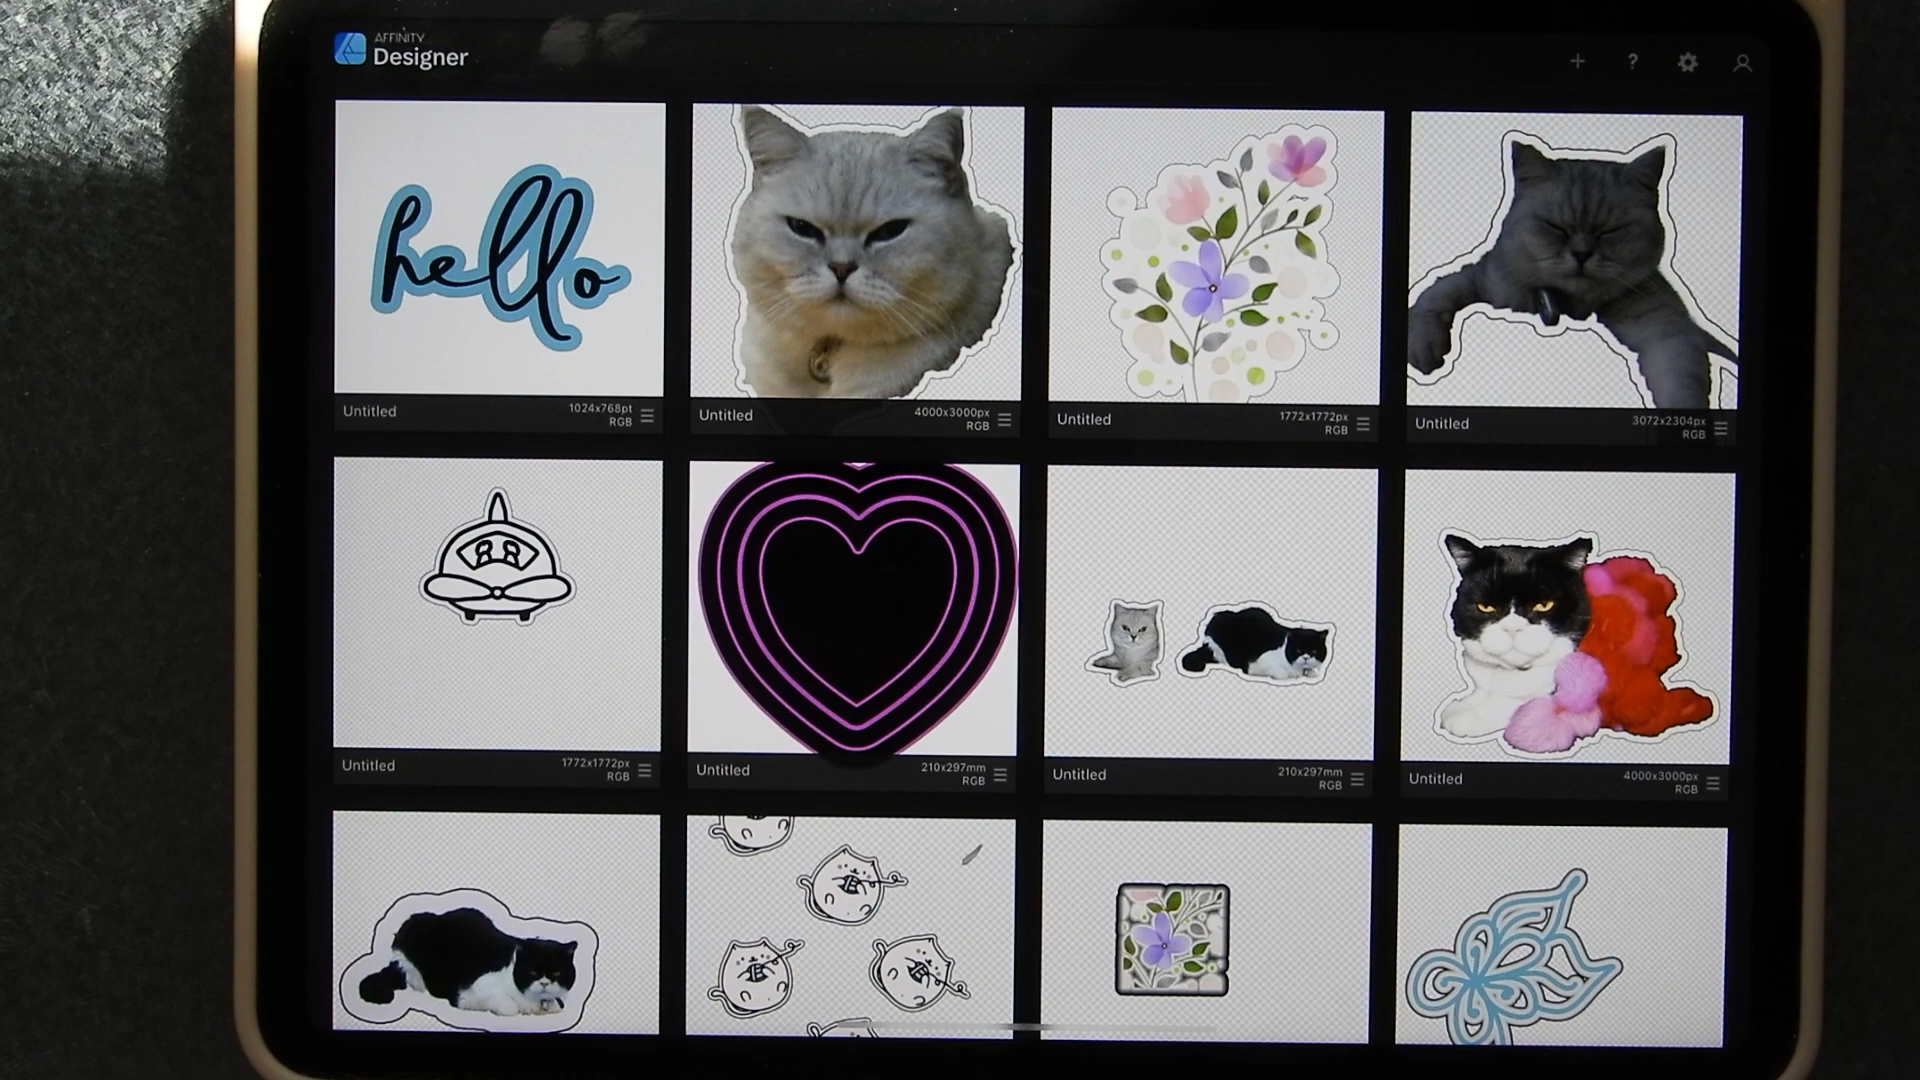 AFFINITY
Designer
+ ?
hello
Untitled 1024x768pt
RGB
Untitled 4000x3000px
RGB
Untitled 1772x1772px
RGB
Untitled 3072x2304px
RGB
Untitled 1772x1772px
RGB
Untitled 210x297mm
RGB
Untitled 210x297mm
RGB
Untitled 4000x3000px
RGB